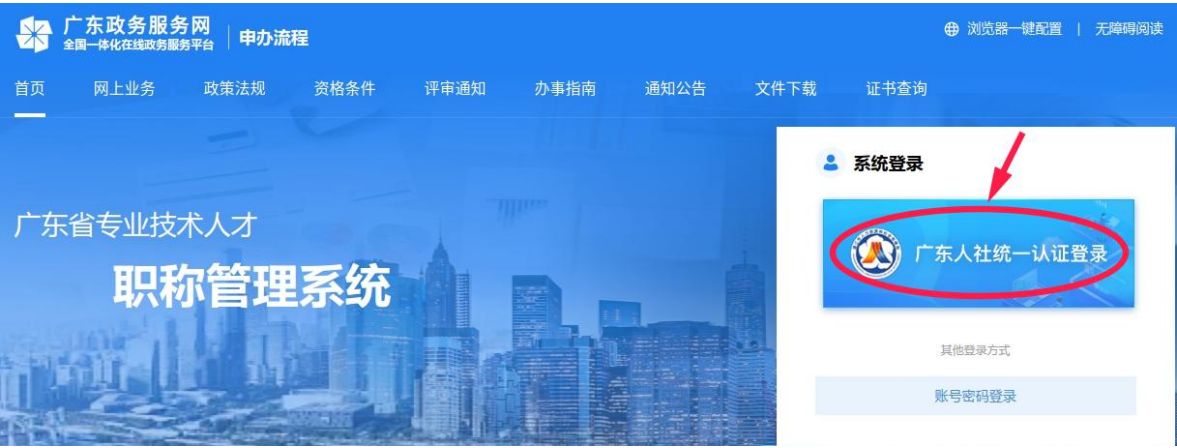 广东政务服务网
全国一体化在线政务服务平台
申办流程
浏览器一键配置 | 无障碍阅读
首页 网上业务 政策法规 资格条件 评审通知 办事指南 通知公告 文件下载 证书查询
系统登录
广东省专业技术人才
职称管理系统
广东人社统一认证登录
其他登录方式
账号密码登录